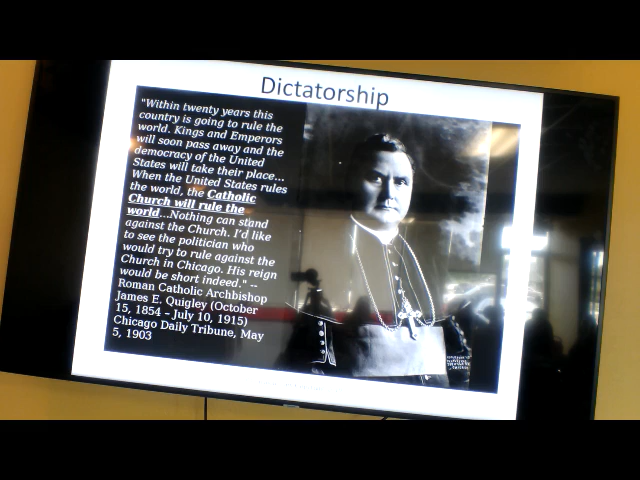 Dictatorship
"Within twenty years this
country is going to rule the
world. Kings and Emperors
will soon pass away and the
democracy of the United
States will take their place...
When the United States rules
the world, the Catholic
Church will rule the
world...Nothing can stand
against the Church. I'd like
to see the politician who
would try to rule against the
Church in Chicago. His reign
would be short indeed." --
Roman Catholic Archbishop
James E. Quigley (October
15, 1854 – July 10, 1915)
Chicago Daily Tribune, May
5, 1903